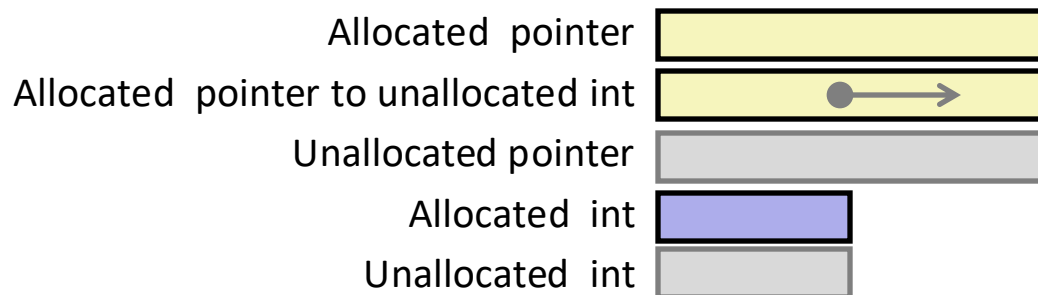 Allocated pointer
Allocated pointer to unallocated int
Unallocated pointer
Allocated int
Unallocated int